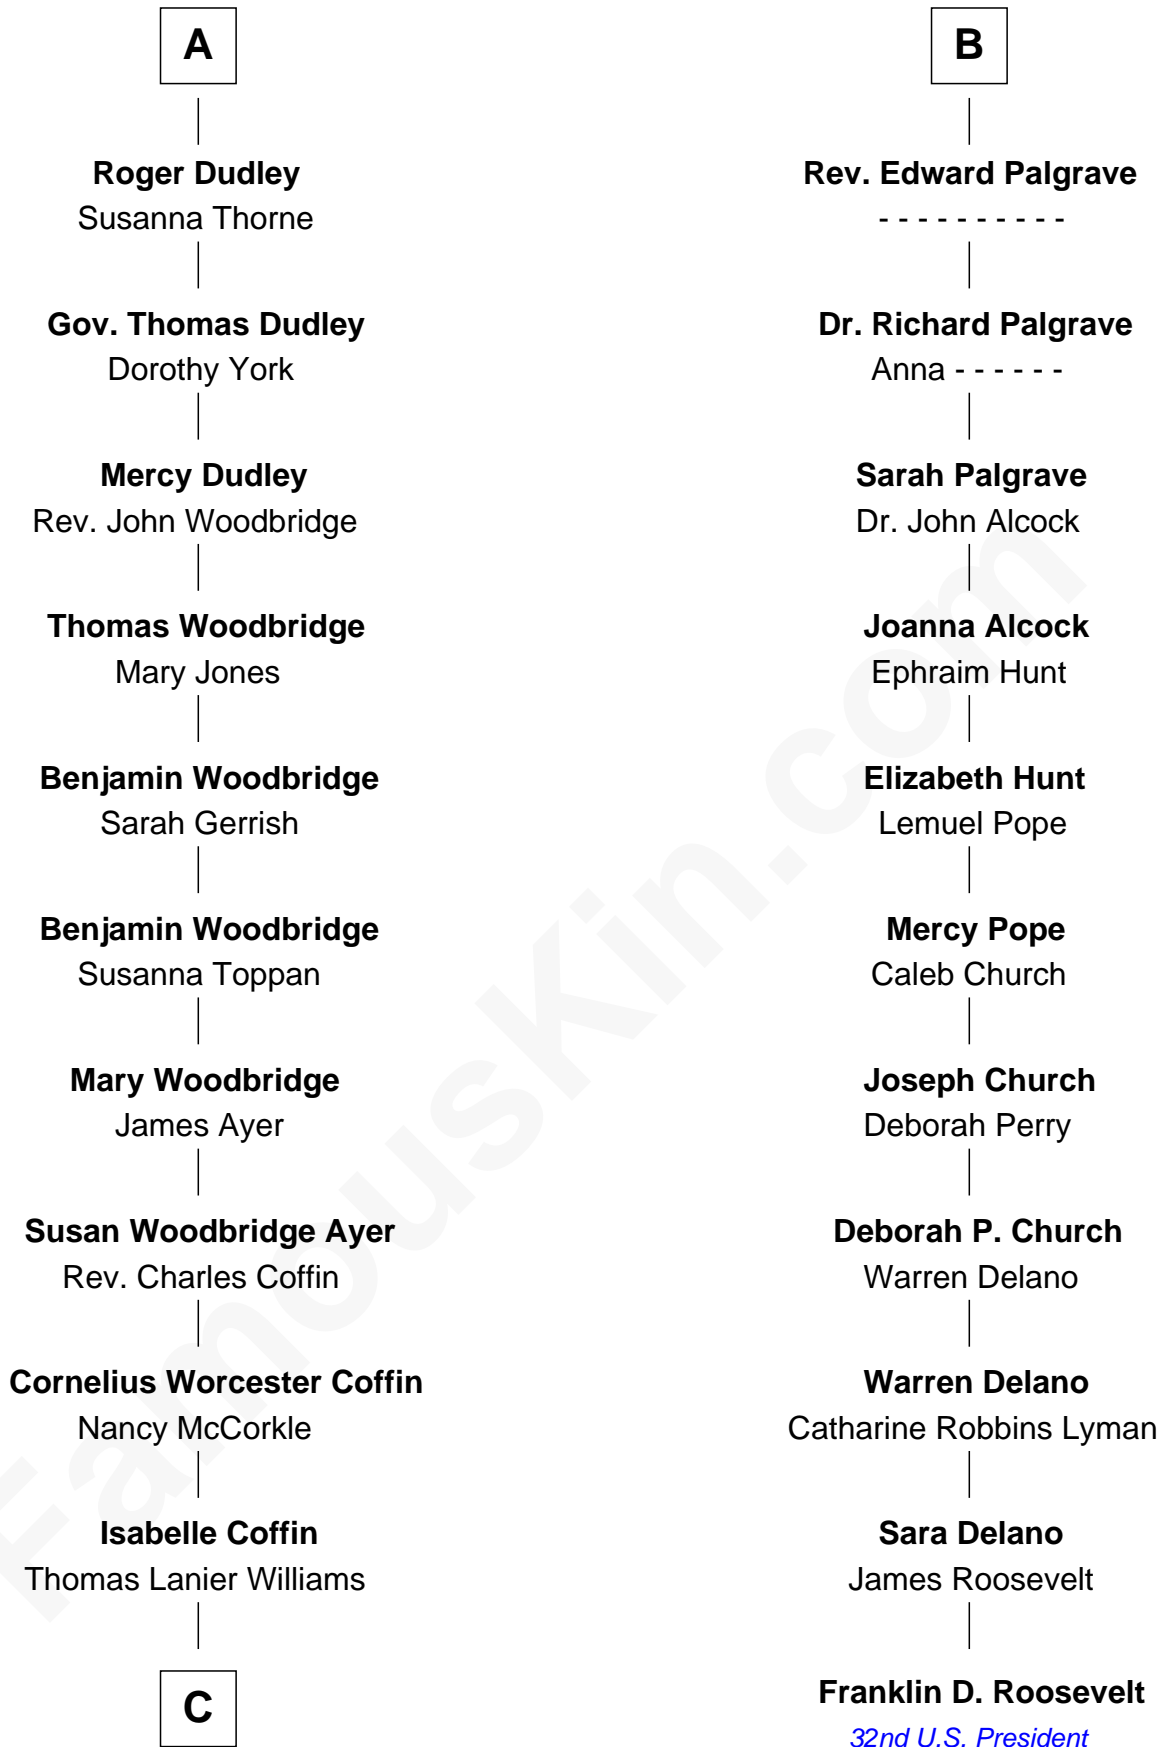 A
Roger Dudley
Susanna Thorne
Gov. Thomas Dudley
Dorothy York
Mercy Dudley
Rev. John Woodbridge
Thomas Woodbridge
Mary Jones
Benjamin Woodbridge
Sarah Gerrish
Benjamin Woodbridge
Susanna Toppan
Mary Woodbridge
James Ayer
Susan Woodbridge Ayer
Rev. Charles Coffin
Cornelius Worcester Coffin
Nancy McCorkle
Isabelle Coffin
Thomas Lanier Williams
C
B
Rev. Edward Palgrave
- - - - - - - - - -
Dr. Richard Palgrave
Anna - - - - - -
Sarah Palgrave
Dr. John Alcock
Joanna Alcock
Ephraim Hunt
Elizabeth Hunt
Lemuel Pope
Mercy Pope
Caleb Church
Joseph Church
Deborah Perry
Deborah P. Church
Warren Delano
Warren Delano
Catharine Robbins Lyman
Sara Delano
James Roosevelt
Franklin D. Roosevelt
32nd U.S. President
FamousKin.com